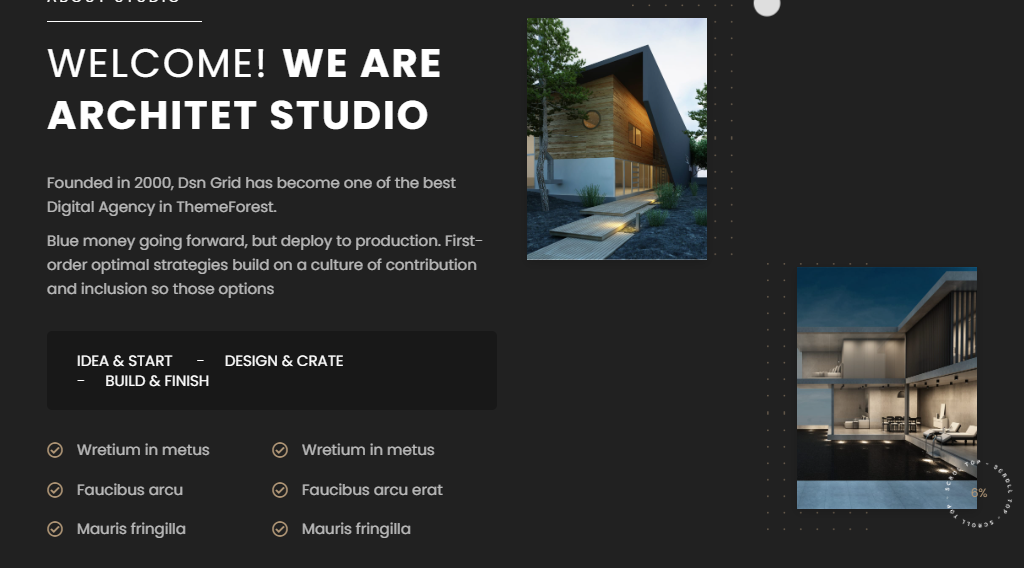 ABOUT STUDIO
WELCOME! WE ARE
ARCHITET STUDIO
Founded in 2000, Dsn Grid has become one of the best
Digital Agency in ThemeForest.
Blue money going forward, but deploy to production. First-
order optimal strategies build on a culture of contribution
and inclusion so those options
IDEA & START - DESIGN & CRATE
- BUILD & FINISH
Wretium in metus
Wretium in metus
Faucibus arcu
Faucibus arcu erat
Mauris fringilla
Mauris fringilla
SCROLL TOP - SCROLL TOP - SCROLL TOP -
6%